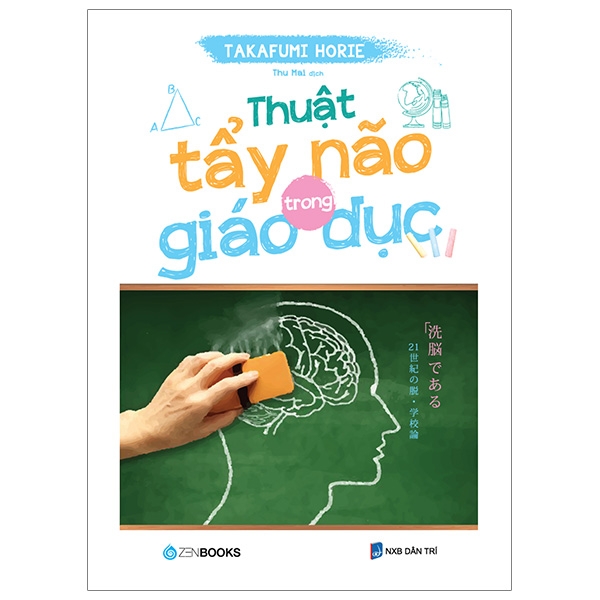 TAKAFUMI HORIE
Thu Mai dịch
B
A C
Thuật
tẩy não
trong
giáo dục
「洗脳である
21世紀の脱・学校論
ZENBOOKS
NXB DÂN TRÍ